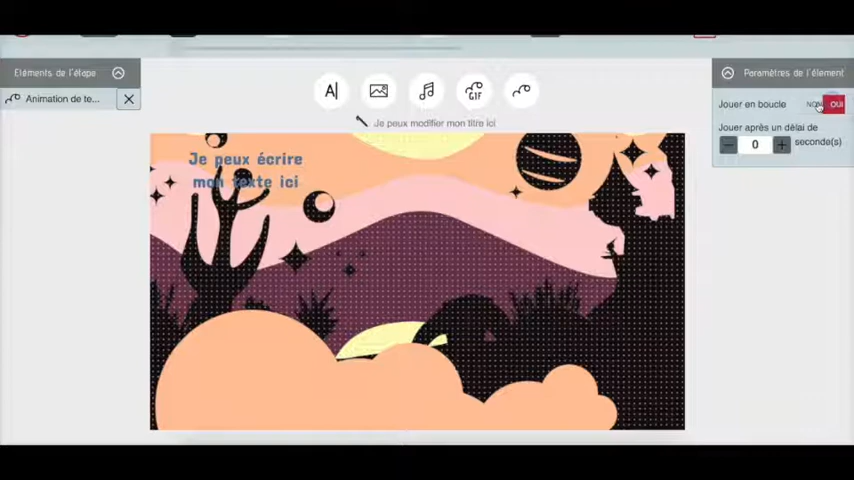 Eléments de l'étape
Animation de te...
A|
GIF
Je peux modifier mon titre ici
Je peux écrire
mon texte ici
Paramètres de l'élément
Jouer en boucle NON OUI
Jouer après un délai de
0 seconde(s)